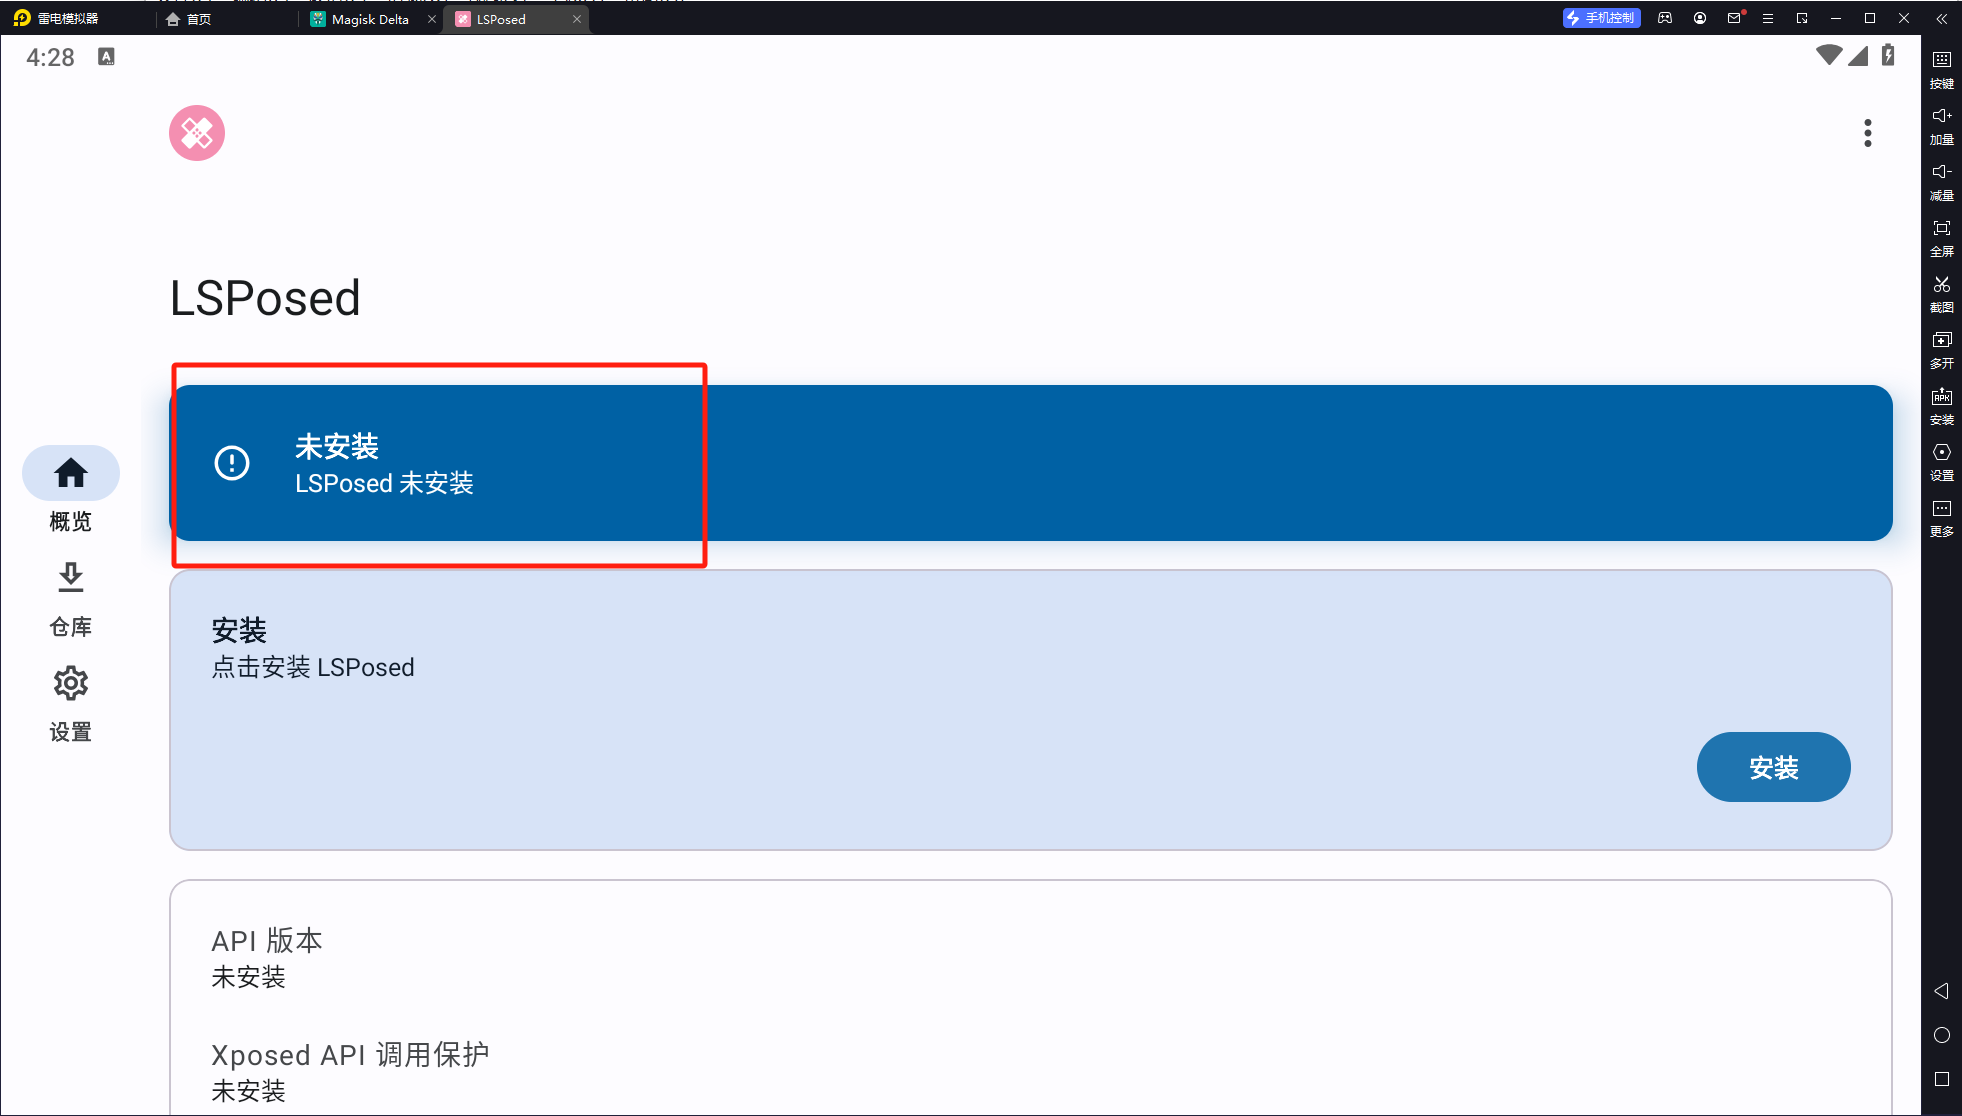 雷电模拟器
首页
Magisk Delta
LSPosed
手机控制
4:28
A
按键
加量
减量
全屏
截图
多开
APK
安装
设置
更多
LSPosed
未安装
LSPosed 未安装
概览
仓库
设置
安装
点击安装 LSPosed
安装
API 版本
未安装
Xposed API 调用保护
未安装